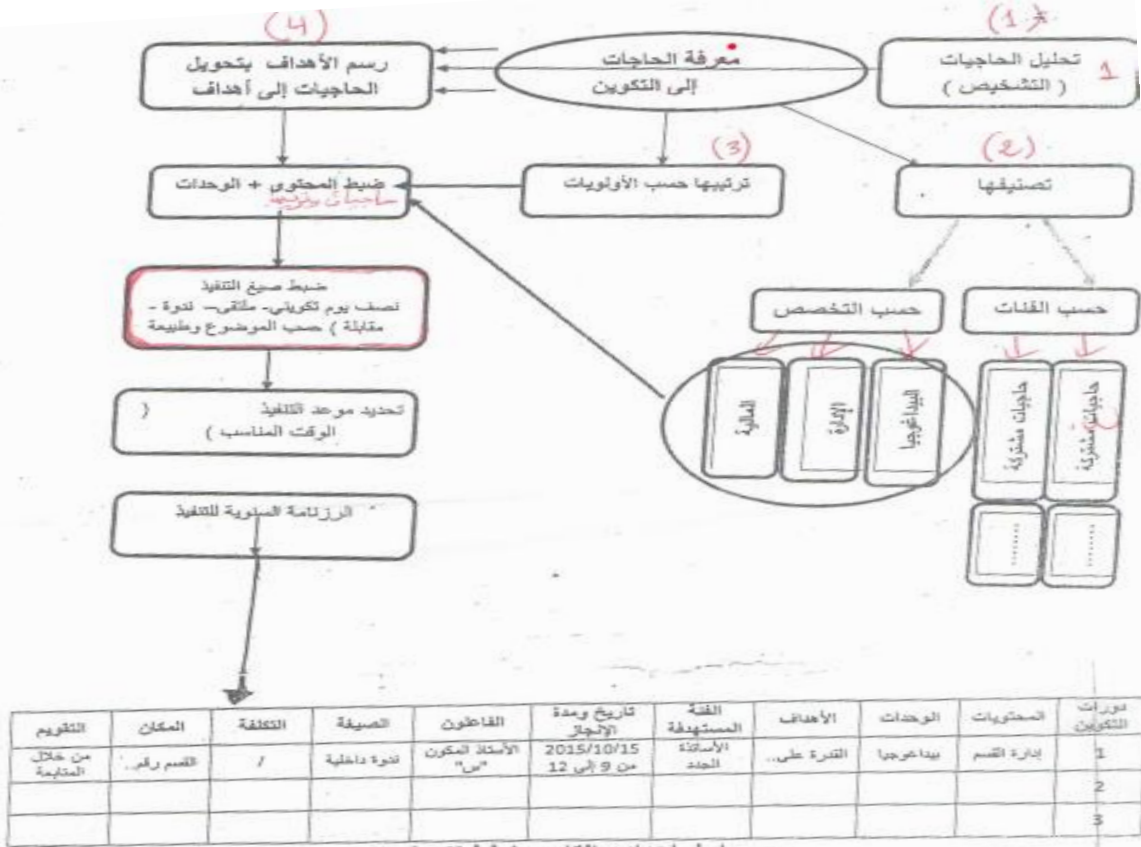 (1)
تحليل الحاجيات
( التشخيص )
1
معرفة الحاجات
إلى التكوين
(4)
رسم الأهداف بتحويل
الحاجيات إلى أهداف
(2)
تصنيفها
(3)
ترتيبها حسب الأولويات
ضبط المحتوى + الوحدات
حسب الفئات
حسب التخصص
حاجيات مشتركة
حاجيات مشتركة
البيداغوجيا
الإدارة
المالية
........
........
ضبط صيغ التنفيذ
نصف يوم تكويني- ملتقى– ندوة -
مقابلة ) حسب الموضوع وطبيعة
تحديد موعد التنفيذ (
الوقت المناسب )
الرزنامة السنوية للتنفيذ
دورات التكوين المحتويات الوحدات الأهداف الفئة المستهدفة تاريخ ومدة الإنجاز الفاعلون الصيغة التكلفة المكان التقويم
1 إدارة القسم بيداغوجيا القدرة على.. الأساتذة الجدد 2015/10/15 من 9 إلى 12 الأستاذ المكون "س" ندوة داخلية / القسم رقم.. من خلال المتابعة
2
3